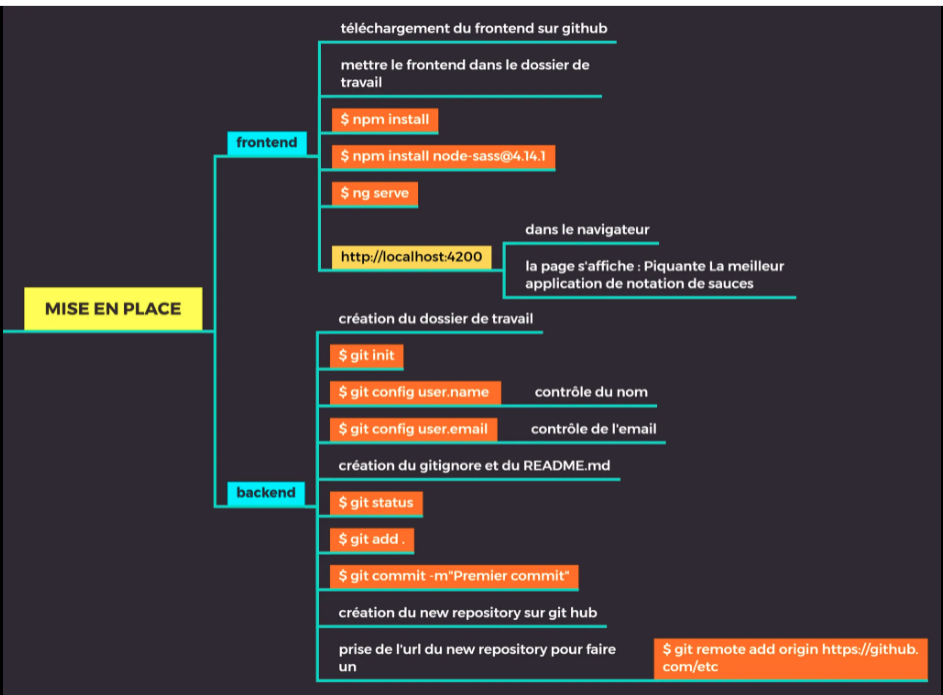 téléchargement du frontend sur github
mettre le frontend dans le dossier de
travail
$ npm install
frontend
$ npm install node-sass@4.14.1
$ ng serve
dans le navigateur
http://localhost:4200
la page s'affiche : Piquante La meilleur
application de notation de sauces
MISE EN PLACE
création du dossier de travail
$ git init
$ git config user.name
contrôle du nom
$ git config user.email
contrôle de l'email
création du gitignore et du README.md
backend
$ git status
$ git add .
$ git commit -m"Premier commit"
création du new repository sur git hub
prise de l'url du new repository pour faire
un
$ git remote add origin https://github.
com/etc